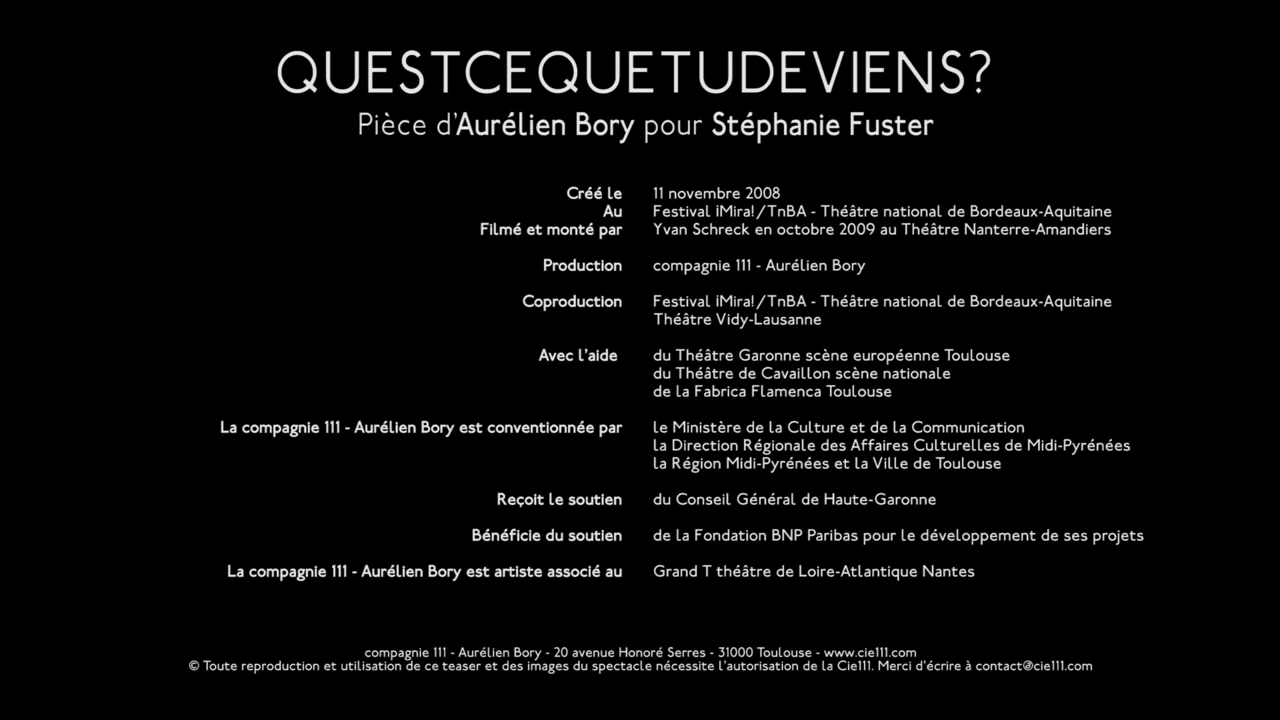 QUESTCEQUETUDEVIENS?
Pièce d'Aurélien Bory pour Stéphanie Fuster
Créé le 11 novembre 2008
Au Festival ¡Mira!/TnBA - Théâtre national de Bordeaux-Aquitaine
Filmé et monté par Yvan Schreck en octobre 2009 au Théâtre Nanterre-Amandiers
Production compagnie 111 - Aurélien Bory
Coproduction Festival ¡Mira!/TnBA - Théâtre national de Bordeaux-Aquitaine
Théâtre Vidy-Lausanne
Avec l'aide du Théâtre Garonne scène européenne Toulouse
du Théâtre de Cavaillon scène nationale
de la Fabrica Flamenca Toulouse
La compagnie 111 - Aurélien Bory est conventionnée par le Ministère de la Culture et de la Communication
la Direction Régionale des Affaires Culturelles de Midi-Pyrénées
la Région Midi-Pyrénées et la Ville de Toulouse
Reçoit le soutien du Conseil Général de Haute-Garonne
Bénéficie du soutien de la Fondation BNP Paribas pour le développement de ses projets
La compagnie 111 - Aurélien Bory est artiste associé au Grand T théâtre de Loire-Atlantique Nantes
compagnie 111 - Aurélien Bory - 20 avenue Honoré Serres - 31000 Toulouse - www.cie111.com
© Toute reproduction et utilisation de ce teaser et des images du spectacle nécessite l'autorisation de la Cie111. Merci d'écrire à contact@cie111.com